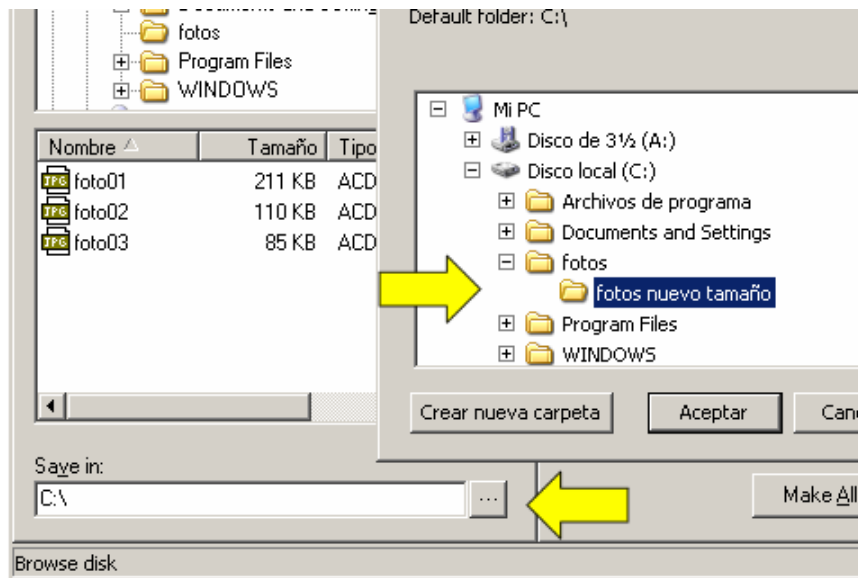 fotos
Program Files
WINDOWS
Nombre Tamaño Tipo
foto01 211 KB ACD
foto02 110 KB ACD
foto03 85 KB ACD
Save in:
C:\
...
Browse disk
Default folder: C:\
Mi PC
Disco de 3½ (A:)
Disco local (C:)
Archivos de programa
Documents and Settings
fotos
fotos nuevo tamaño
Program Files
WINDOWS
Crear nueva carpeta Aceptar Can
Make All